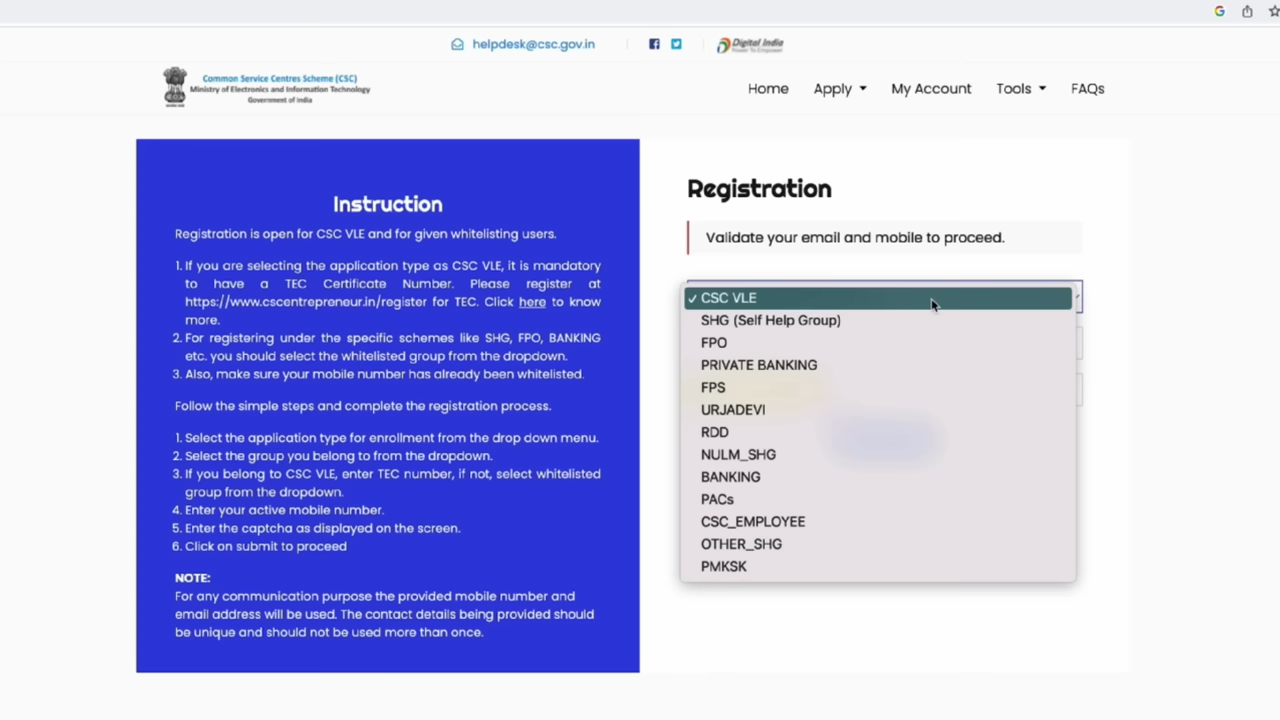 helpdesk@csc.gov.in
Digital India
Power To Empower
Common Service Centres Scheme (CSC)
Ministry of Electronics and Information Technology
Government of India
Home
Apply
My Account
Tools
FAQs
Instruction
Registration is open for CSC VLE and for given whitelisting users.
1. If you are selecting the application type as CSC VLE, it is mandatory
to have a TEC Certificate Number. Please register at
https://www.cscentrepreneur.in/register for TEC. Click here to know
more.
2. For registering under the specific schemes like SHG, FPO, BANKING
etc. you should select the whitelisted group from the dropdown.
3. Also, make sure your mobile number has already been whitelisted.
Follow the simple steps and complete the registration process.
1. Select the application type for enrollment from the drop down menu.
2. Select the group you belong to from the dropdown.
3. If you belong to CSC VLE, enter TEC number, if not, select whitelisted
group from the dropdown.
4. Enter your active mobile number.
5. Enter the captcha as displayed on the screen.
6. Click on submit to proceed
NOTE:
For any communication purpose the provided mobile number and
email address will be used. The contact details being provided should
be unique and should not be used more than once.
Registration
Validate your email and mobile to proceed.
✓ CSC VLE
SHG (Self Help Group)
FPO
PRIVATE BANKING
FPS
URJADEVI
RDD
NULM_SHG
BANKING
PACs
CSC_EMPLOYEE
OTHER_SHG
PMKSK